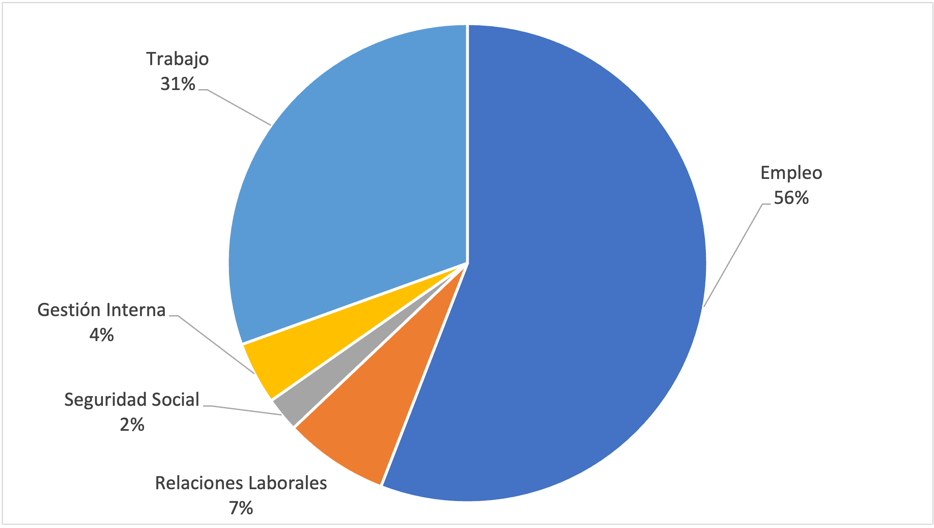 Trabajo
31%
Empleo
56%
Gestión Interna
4%
Seguridad Social
2%
Relaciones Laborales
7%